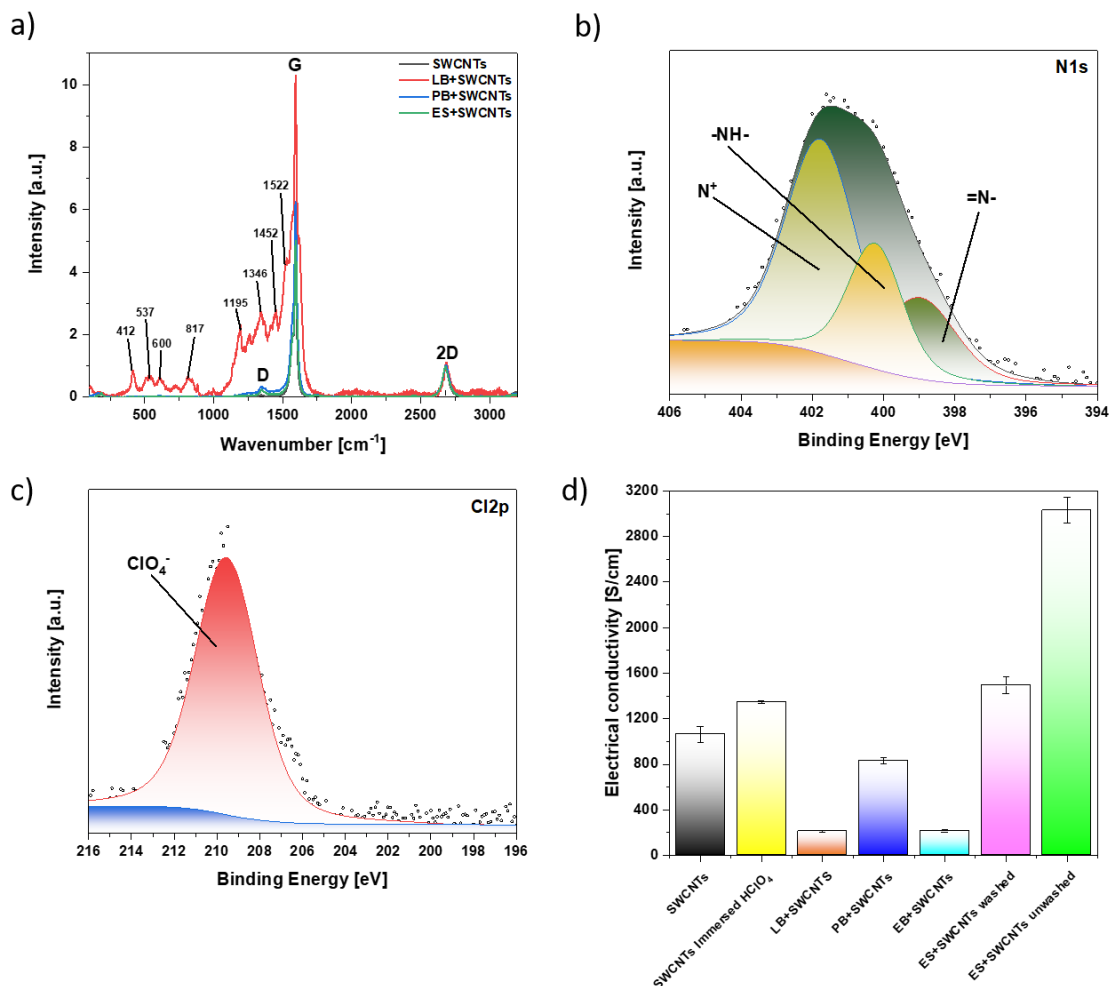 a)
SWCNTs
LB+SWCNTs
PB+SWCNTs
ES+SWCNTs
G
1522
1452
1346
1195
412
537
600
817
D
2D
10
8
6
4
2
0
500
1000
1500
2000
2500
3000
Intensity [a.u.]
Wavenumber [cm⁻¹]
b)
N1s
-NH-
N⁺
=N-
406
404
402
400
398
396
394
Intensity [a.u.]
Binding Energy [eV]
c)
Cl2p
ClO₄⁻
216
214
212
210
208
206
204
202
200
198
196
Intensity [a.u.]
Binding Energy [eV]
d)
3200
2800
2400
2000
1600
1200
800
400
0
Electrical conductivity [S/cm]
SWCNTs
SWCNTs Immersed HClO₄
LB+SWCNTS
PB+SWCNTs
EB+SWCNTs
ES+SWCNTs washed
ES+SWCNTs unwashed